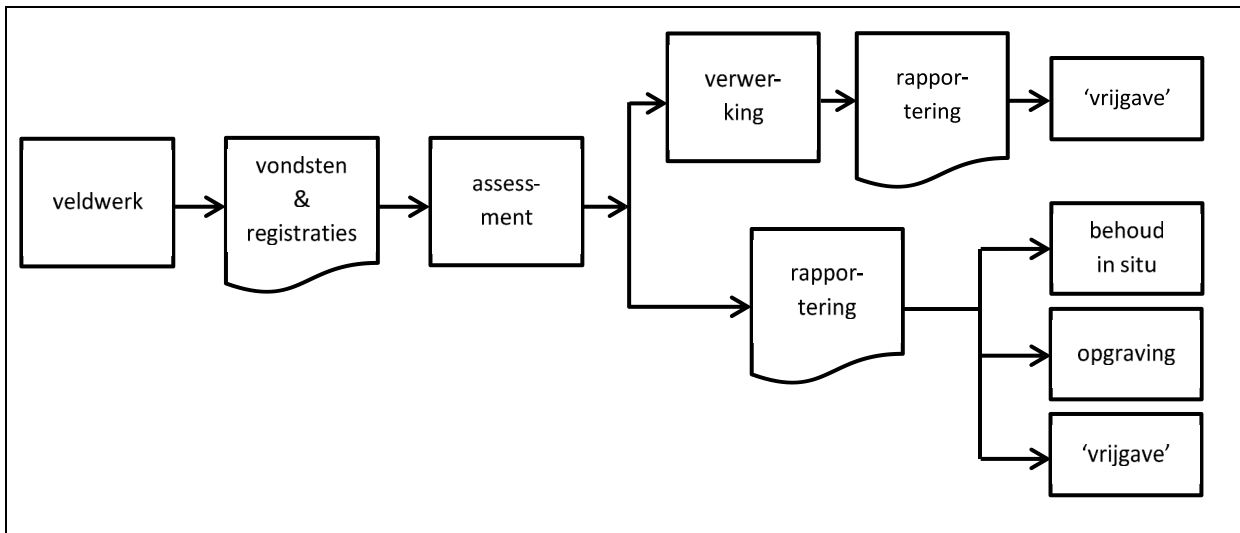 veldwerk
vondsten
&
registraties
assess-
ment
verwer-
king
rappor-
tering
‘vrijgave’
rappor-
tering
behoud
in situ
opgraving
‘vrijgave’